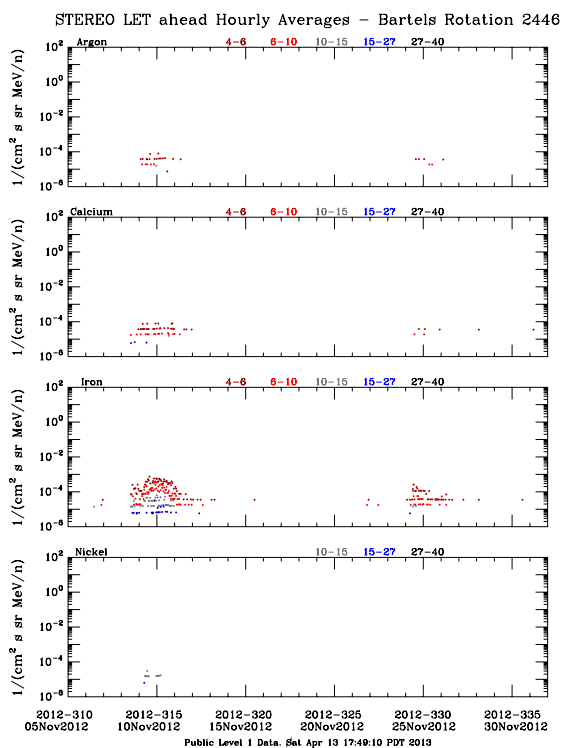 STEREO LET ahead Hourly Averages - Bartels Rotation 2446
Argon 4-6 6-10 10-15 15-27 27-40
10^2
10^0
10^-2
10^-4
10^-6
1/(cm^2 s sr MeV/n)
Calcium 4-6 6-10 10-15 15-27 27-40
10^2
10^0
10^-2
10^-4
10^-6
1/(cm^2 s sr MeV/n)
Iron 4-6 6-10 10-15 15-27 27-40
10^2
10^0
10^-2
10^-4
10^-6
1/(cm^2 s sr MeV/n)
Nickel 10-15 15-27 27-40
10^2
10^0
10^-2
10^-4
10^-6
1/(cm^2 s sr MeV/n)
2012-310 2012-315 2012-320 2012-325 2012-330 2012-335
05Nov2012 10Nov2012 15Nov2012 20Nov2012 25Nov2012 30Nov2012
Public Level 1 Data. Sat Apr 13 17:49:10 PDT 2013